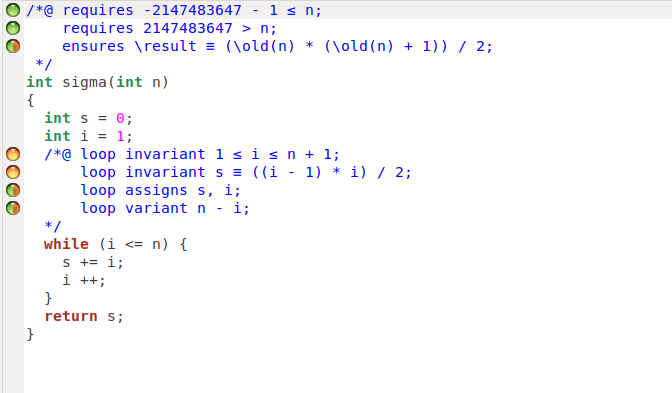 /*@ requires -2147483647 - 1 ≤ n;
requires 2147483647 > n;
ensures \result ≡ (\old(n) * (\old(n) + 1)) / 2;
*/
int sigma(int n)
{
int s = 0;
int i = 1;
/*@ loop invariant 1 ≤ i ≤ n + 1;
loop invariant s ≡ ((i - 1) * i) / 2;
loop assigns s, i;
loop variant n - i;
*/
while (i <= n) {
s += i;
i ++;
}
return s;
}